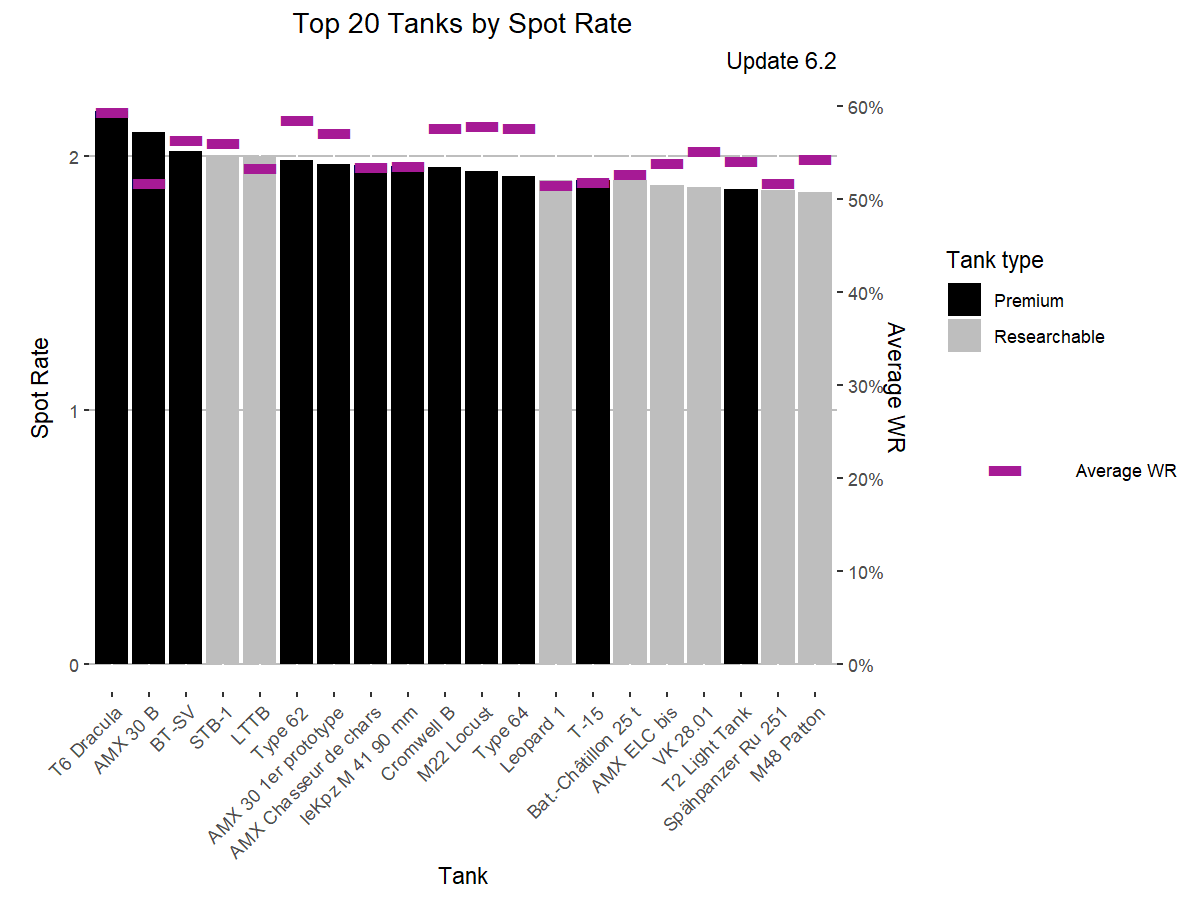 Top 20 Tanks by Spot Rate
Update 6.2
Spot Rate
2
1
0
60%
50%
40%
30%
20%
10%
0%
Average WR
T6 Dracula
AMX 30 B
BT-SV
STB-1
LTTB
Type 62
AMX 30 1er prototype
AMX Chasseur de chars
leKpz M 41 90 mm
Cromwell B
M22 Locust
Type 64
Leopard 1
T-15
Bat.-Châtillon 25 t
AMX ELC bis
VK 28.01
T2 Light Tank
Spähpanzer Ru 251
M48 Patton
Tank
Tank type
Premium
Researchable
Average WR